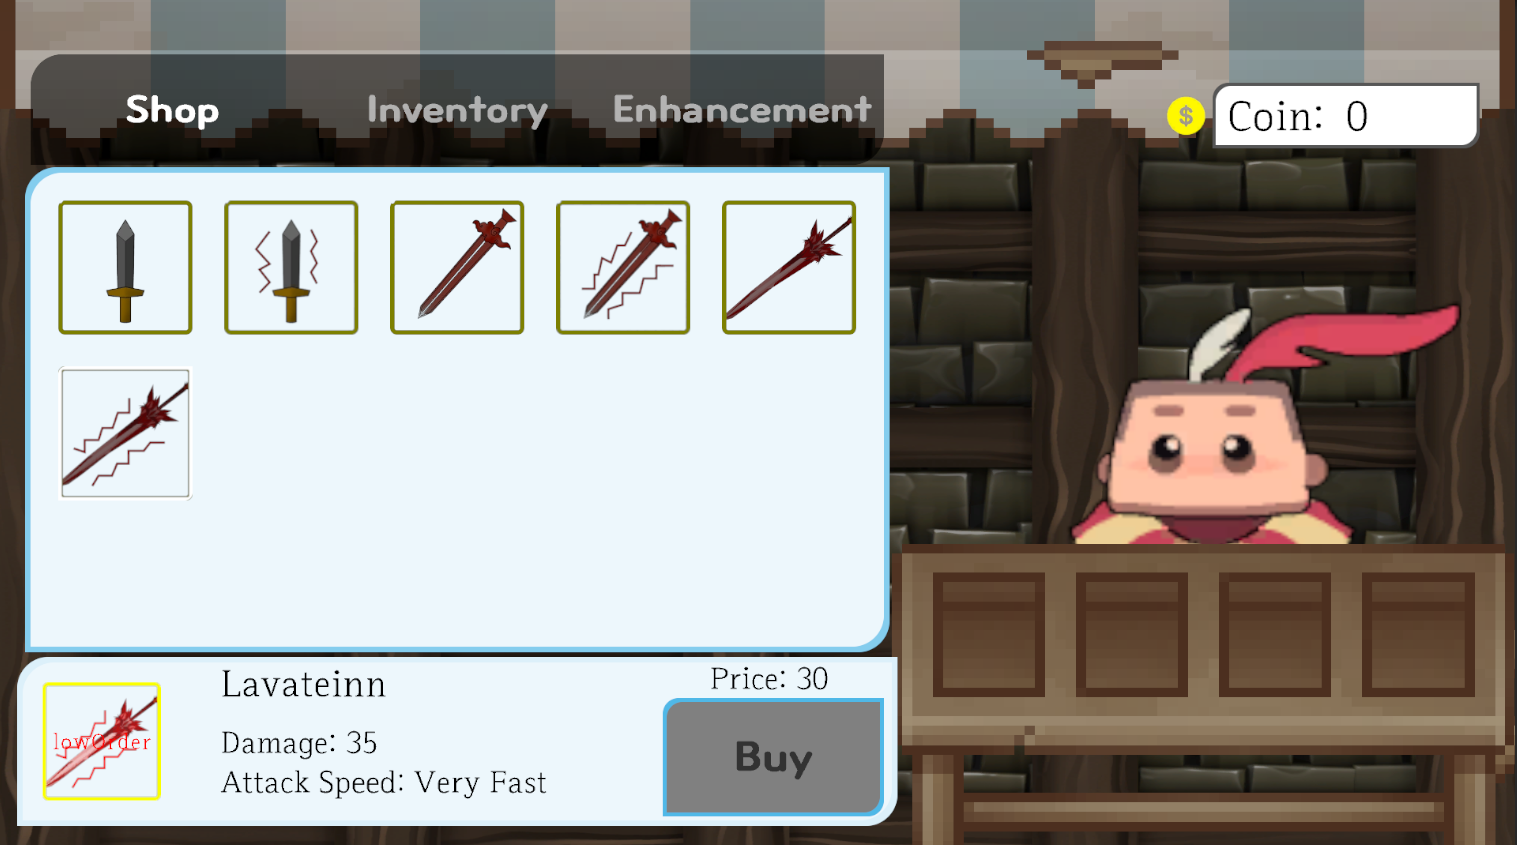 Shop Inventory Enhancement
$ Coin: 0
Lavateinn
Price: 30
lowOrder
Damage: 35
Attack Speed: Very Fast
Buy